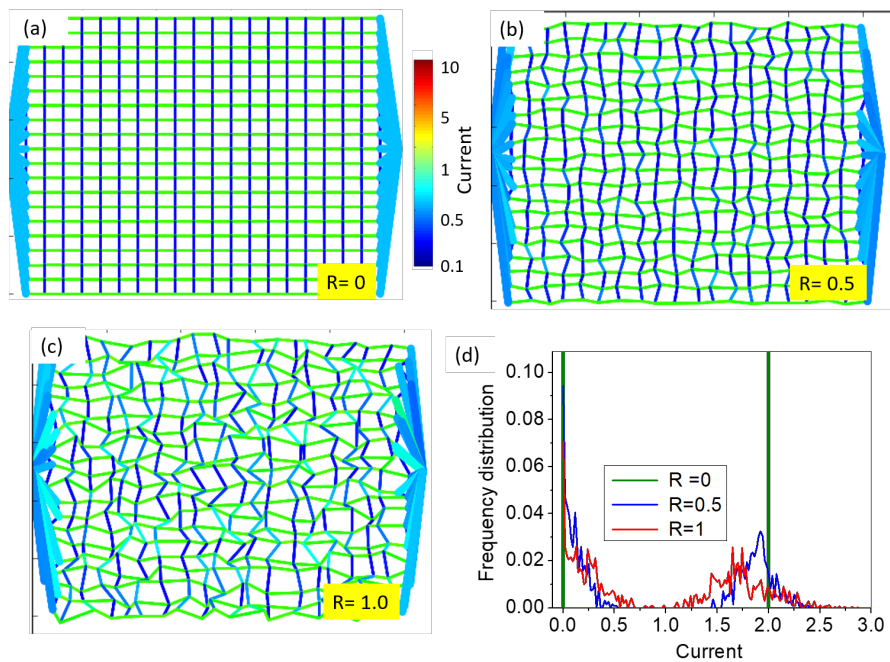 (a)
10
5
1
0.5
0.1
Current
R= 0
(b)
R= 0.5
(c)
R= 1.0
(d)
0.10
0.08
0.06
0.04
0.02
0.00
Frequency distribution
R =0
R=0.5
R=1
0.0 0.5 1.0 1.5 2.0 2.5 3.0
Current